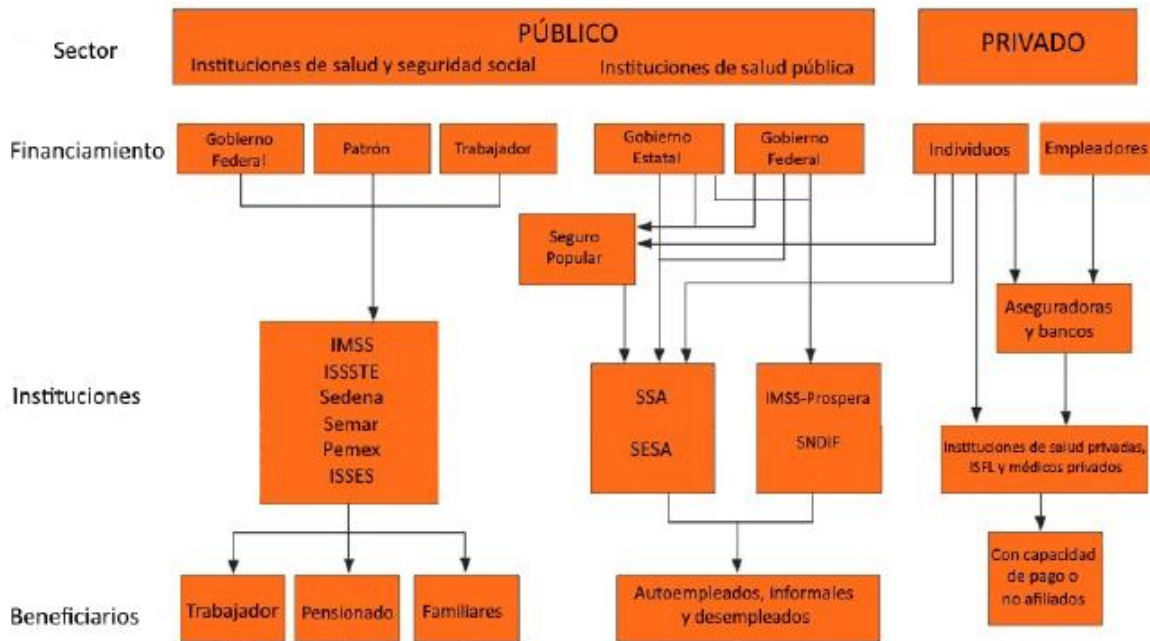 Sector
PÚBLICO
Instituciones de salud y seguridad social
Instituciones de salud pública
PRIVADO
Financiamiento
Gobierno
Federal
Patrón
Trabajador
Gobierno
Estatal
Gobierno
Federal
Individuos
Empleadores
Seguro
Popular
Aseguradoras
y bancos
Instituciones
IMSS
ISSSTE
Sedena
Semar
Pemex
ISSES
SSA
SESA
IMSS-Prospera
SNDIF
Instituciones de salud privadas,
ISFL y médicos privados
Con capacidad
de pago o
no afiliados
Beneficiarios
Trabajador
Pensionado
Familiares
Autoempleados, informales
y desempleados